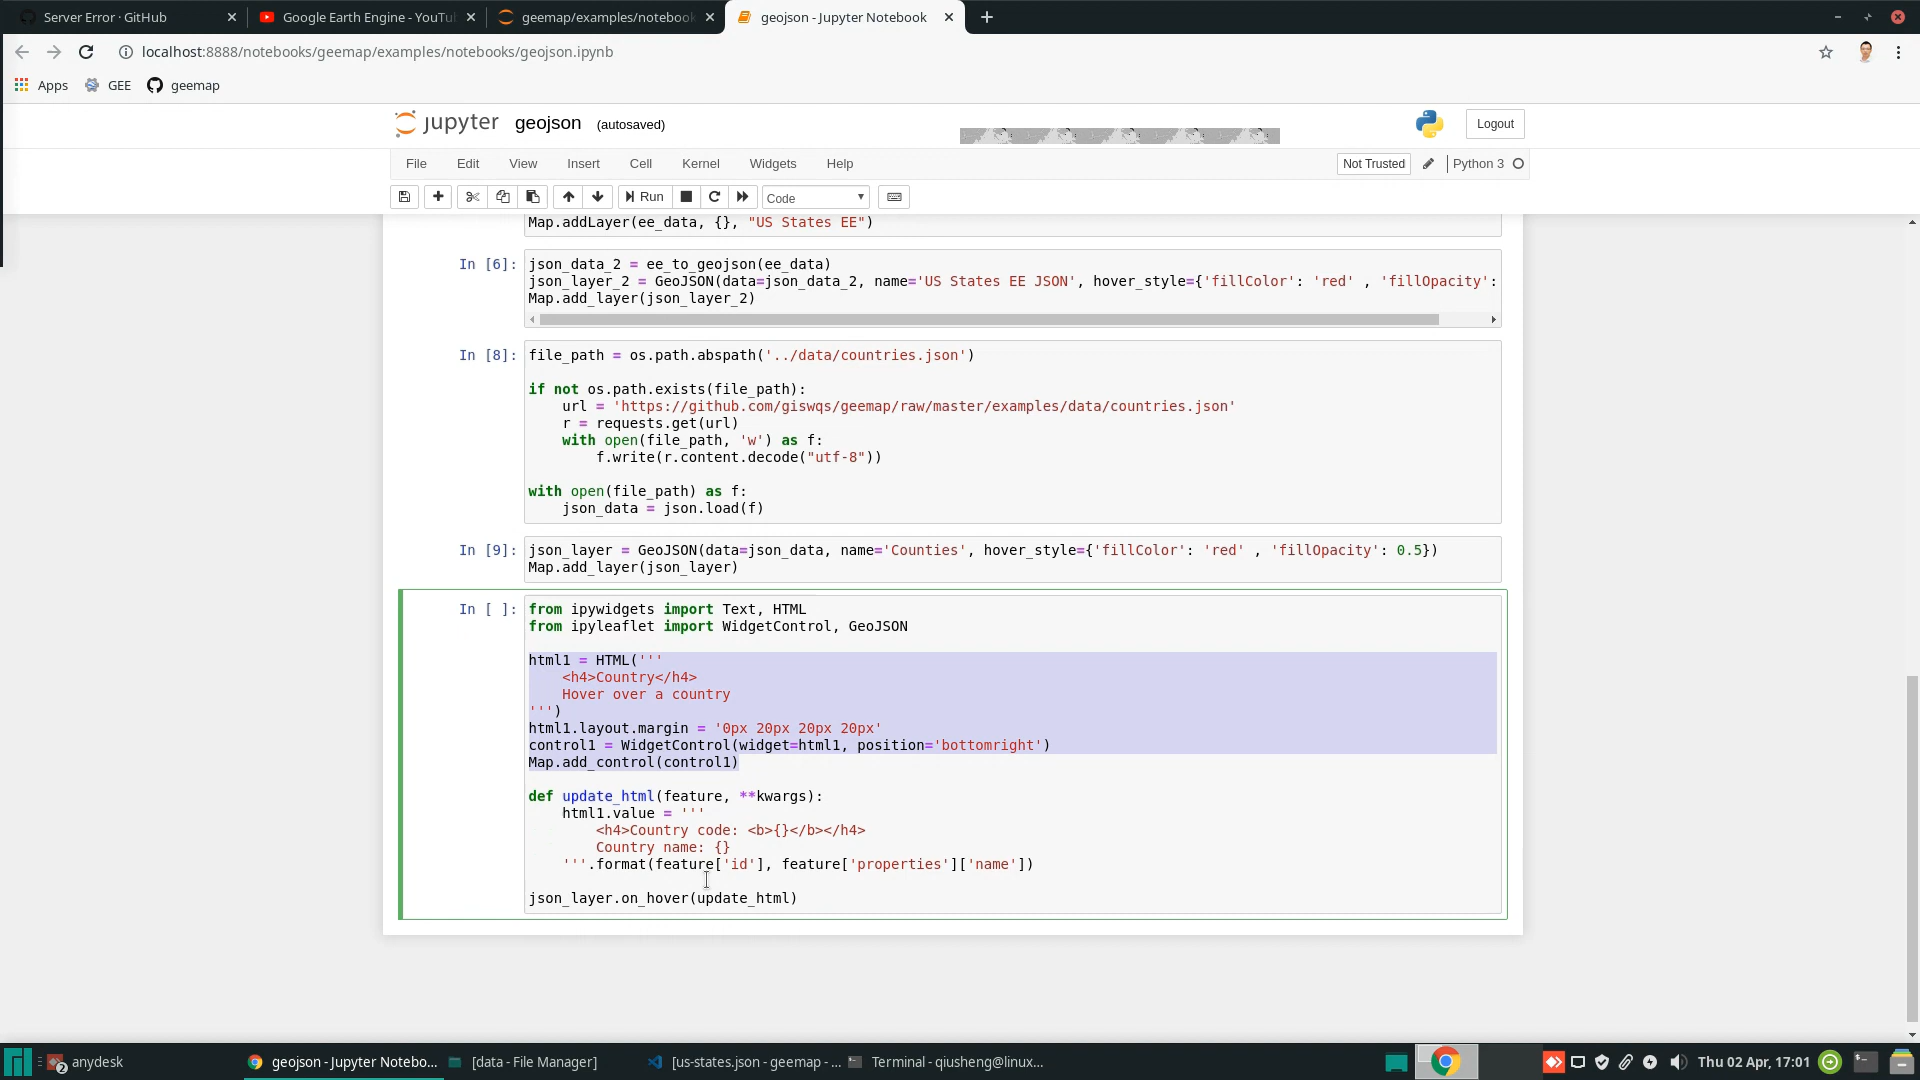 Server Error · GitHub
Google Earth Engine - YouTu
geemap/examples/notebook
geojson - Jupyter Notebook
localhost:8888/notebooks/geemap/examples/notebooks/geojson.ipynb
Apps
GEE
geemap
jupyter geojson (autosaved)
Logout
File Edit View Insert Cell Kernel Widgets Help
Not Trusted
Python 3
Run
Code
Map.addLayer(ee_data, {}, "US States EE")
In [6]:
json_data_2 = ee_to_geojson(ee_data)
json_layer_2 = GeoJSON(data=json_data_2, name='US States EE JSON', hover_style={'fillColor': 'red' , 'fillOpacity':
Map.add_layer(json_layer_2)
In [8]:
file_path = os.path.abspath('../data/countries.json')
if not os.path.exists(file_path):
url = 'https://github.com/giswqs/geemap/raw/master/examples/data/countries.json'
r = requests.get(url)
with open(file_path, 'w') as f:
f.write(r.content.decode("utf-8"))
with open(file_path) as f:
json_data = json.load(f)
In [9]:
json_layer = GeoJSON(data=json_data, name='Counties', hover_style={'fillColor': 'red' , 'fillOpacity': 0.5})
Map.add_layer(json_layer)
In [ ]:
from ipywidgets import Text, HTML
from ipyleaflet import WidgetControl, GeoJSON
html1 = HTML('''
<h4>Country</h4>
Hover over a country
''')
html1.layout.margin = '0px 20px 20px 20px'
control1 = WidgetControl(widget=html1, position='bottomright')
Map.add_control(control1)
def update_html(feature, **kwargs):
html1.value = '''
<h4>Country code: <b>{}</b></h4>
Country name: {}
'''.format(feature['id'], feature['properties']['name'])
json_layer.on_hover(update_html)
2
anydesk
geojson - Jupyter Notebo...
[data - File Manager]
[us-states.json - geemap - ...
Terminal - qiusheng@linux...
Thu 02 Apr, 17:01